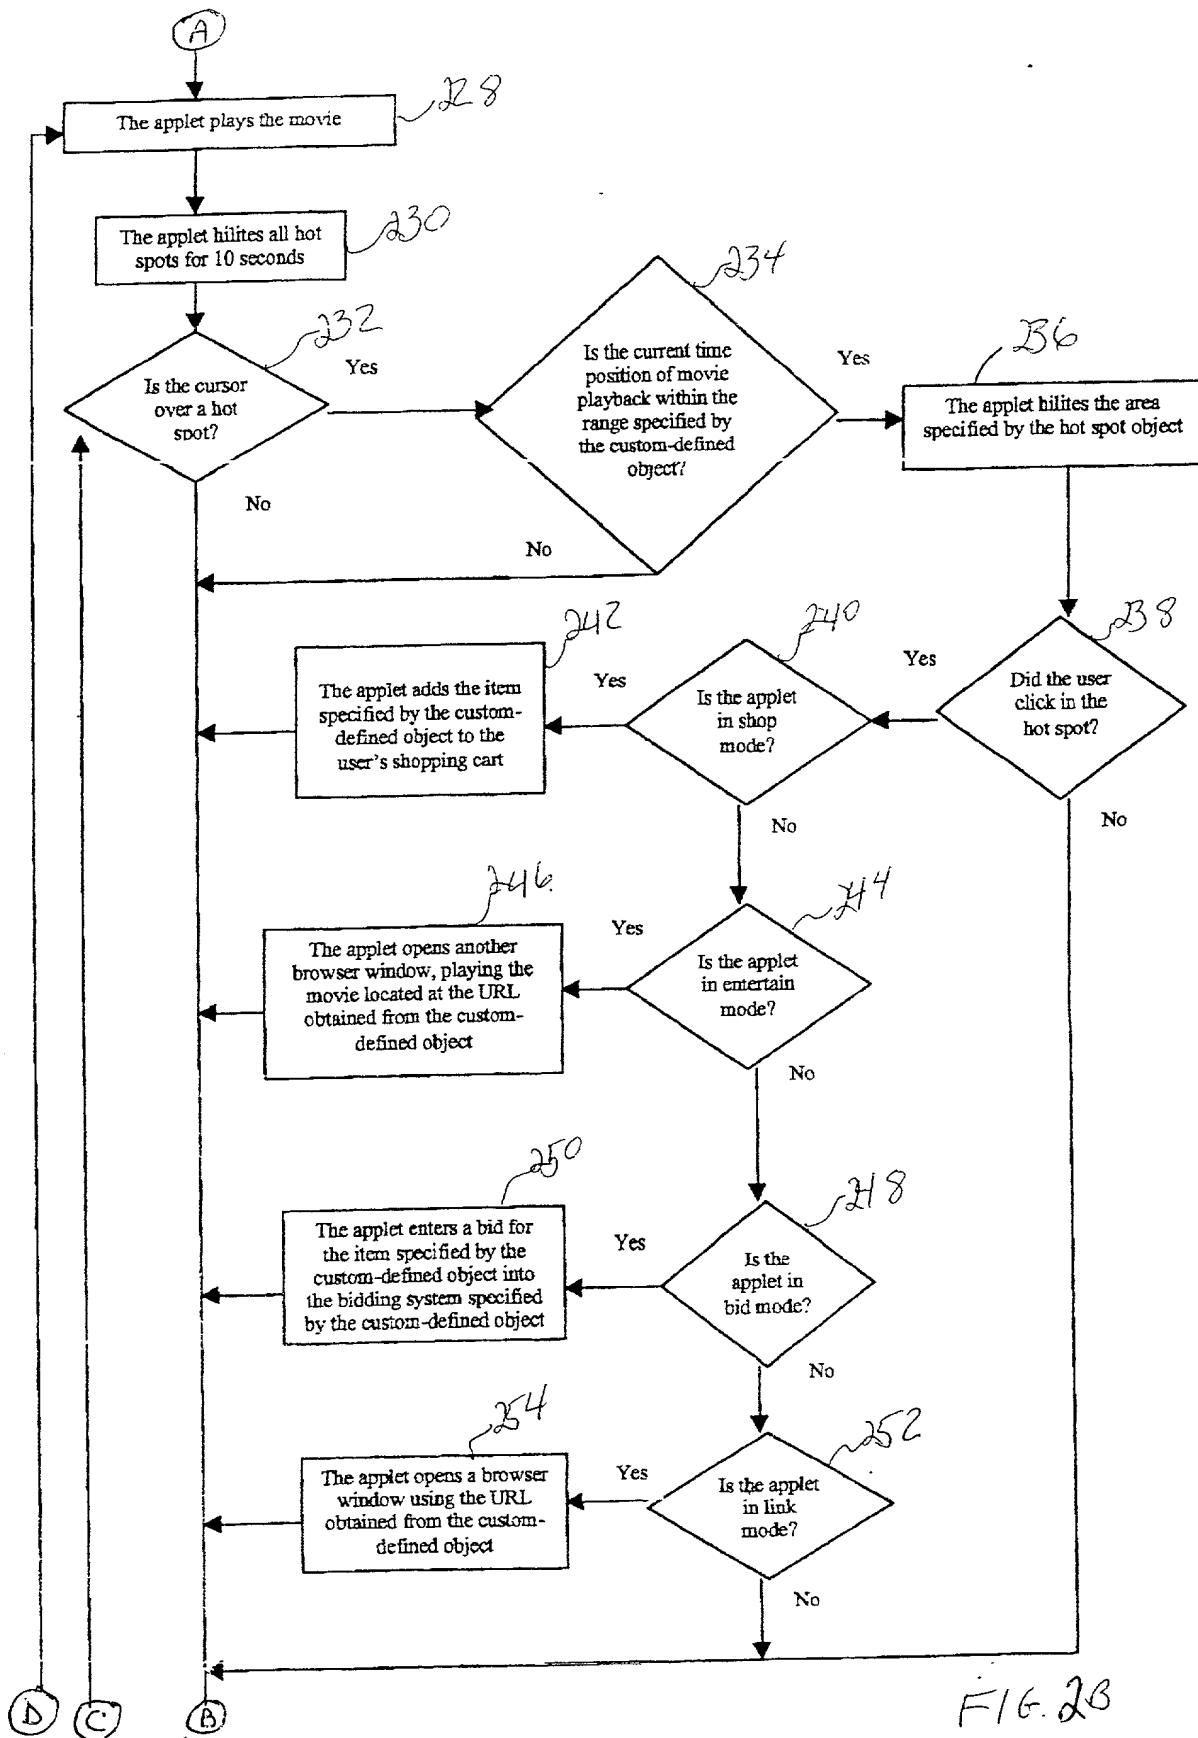 A
228
The applet plays the movie
230
The applet hilites all hot
spots for 10 seconds
232
Is the cursor
over a hot
spot?
Yes
No
234
Is the current time
position of movie
playback within the
range specified by
the custom-defined
object?
Yes
No
236
The applet hilites the area
specified by the hot spot object
238
Did the user
click in the
hot spot?
Yes
No
240
Is the applet
in shop
mode?
Yes
No
242
The applet adds the item
specified by the custom-
defined object to the
user's shopping cart
244
Is the applet
in entertain
mode?
Yes
No
246
The applet opens another
browser window, playing the
movie located at the URL
obtained from the custom-
defined object
248
Is the
applet in
bid mode?
Yes
No
250
The applet enters a bid for
the item specified by the
custom-defined object into
the bidding system specified
by the custom-defined object
252
Is the applet
in link
mode?
Yes
No
254
The applet opens a browser
window using the URL
obtained from the custom-
defined object
D
C
B
FIG. 2B